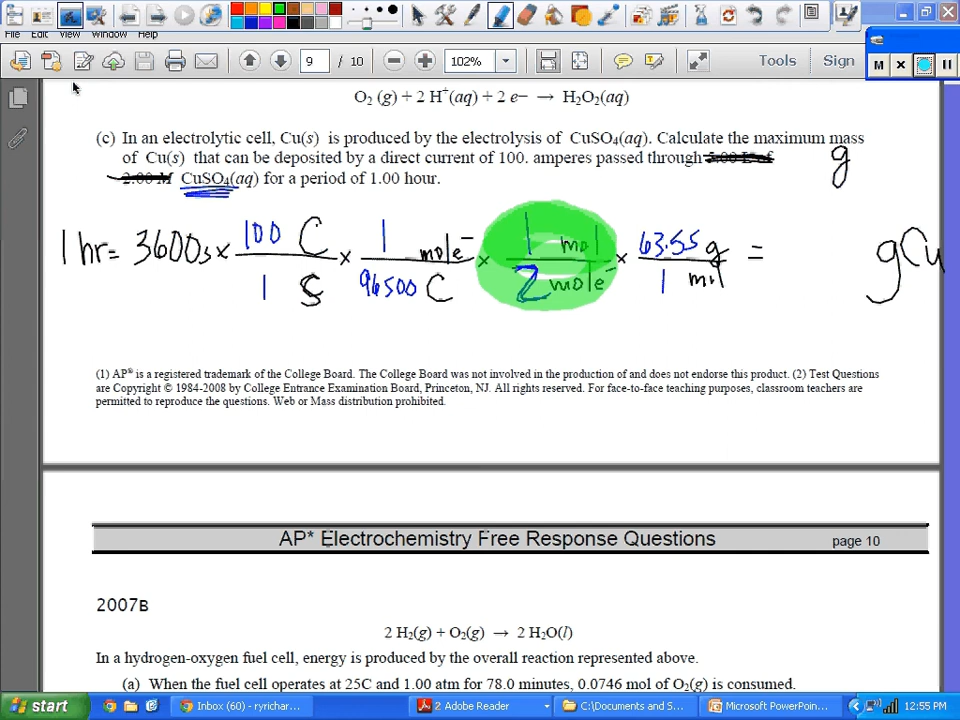 File Edit View Window Help
9 / 10 102% Tools Sign
M
O₂ (g) + 2 H⁺(aq) + 2 e− → H₂O₂(aq)
(c) In an electrolytic cell, Cu(s) is produced by the electrolysis of CuSO₄(aq). Calculate the maximum mass
of Cu(s) that can be deposited by a direct current of 100. amperes passed through 5.00 L of
2.00 M CuSO₄(aq) for a period of 1.00 hour.
g
1 hr = 3600 s × 100 C / 1 S × 1 mol e⁻ / 96500 C × 1 mol / 2 mol e⁻ × 63.55 g / 1 mol = g Cu
(1) AP® is a registered trademark of the College Board. The College Board was not involved in the production of and does not endorse this product. (2) Test Questions
are Copyright © 1984-2008 by College Entrance Examination Board, Princeton, NJ. All rights reserved. For face-to-face teaching purposes, classroom teachers are
permitted to reproduce the questions. Web or Mass distribution prohibited.
AP* Electrochemistry Free Response Questions page 10
2007B
2 H₂(g) + O₂(g) → 2 H₂O(l)
In a hydrogen-oxygen fuel cell, energy is produced by the overall reaction represented above.
(a) When the fuel cell operates at 25C and 1.00 atm for 78.0 minutes, 0.0746 mol of O₂(g) is consumed.
start Inbox (60) - ryrichar... 2 Adobe Reader C:\Documents and S... Microsoft PowerPoint... 12:55 PM